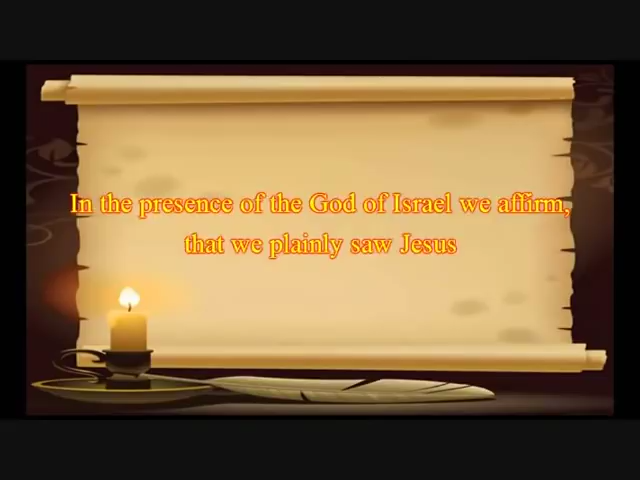 In the presence of the God of Israel we affirm,
that we plainly saw Jesus